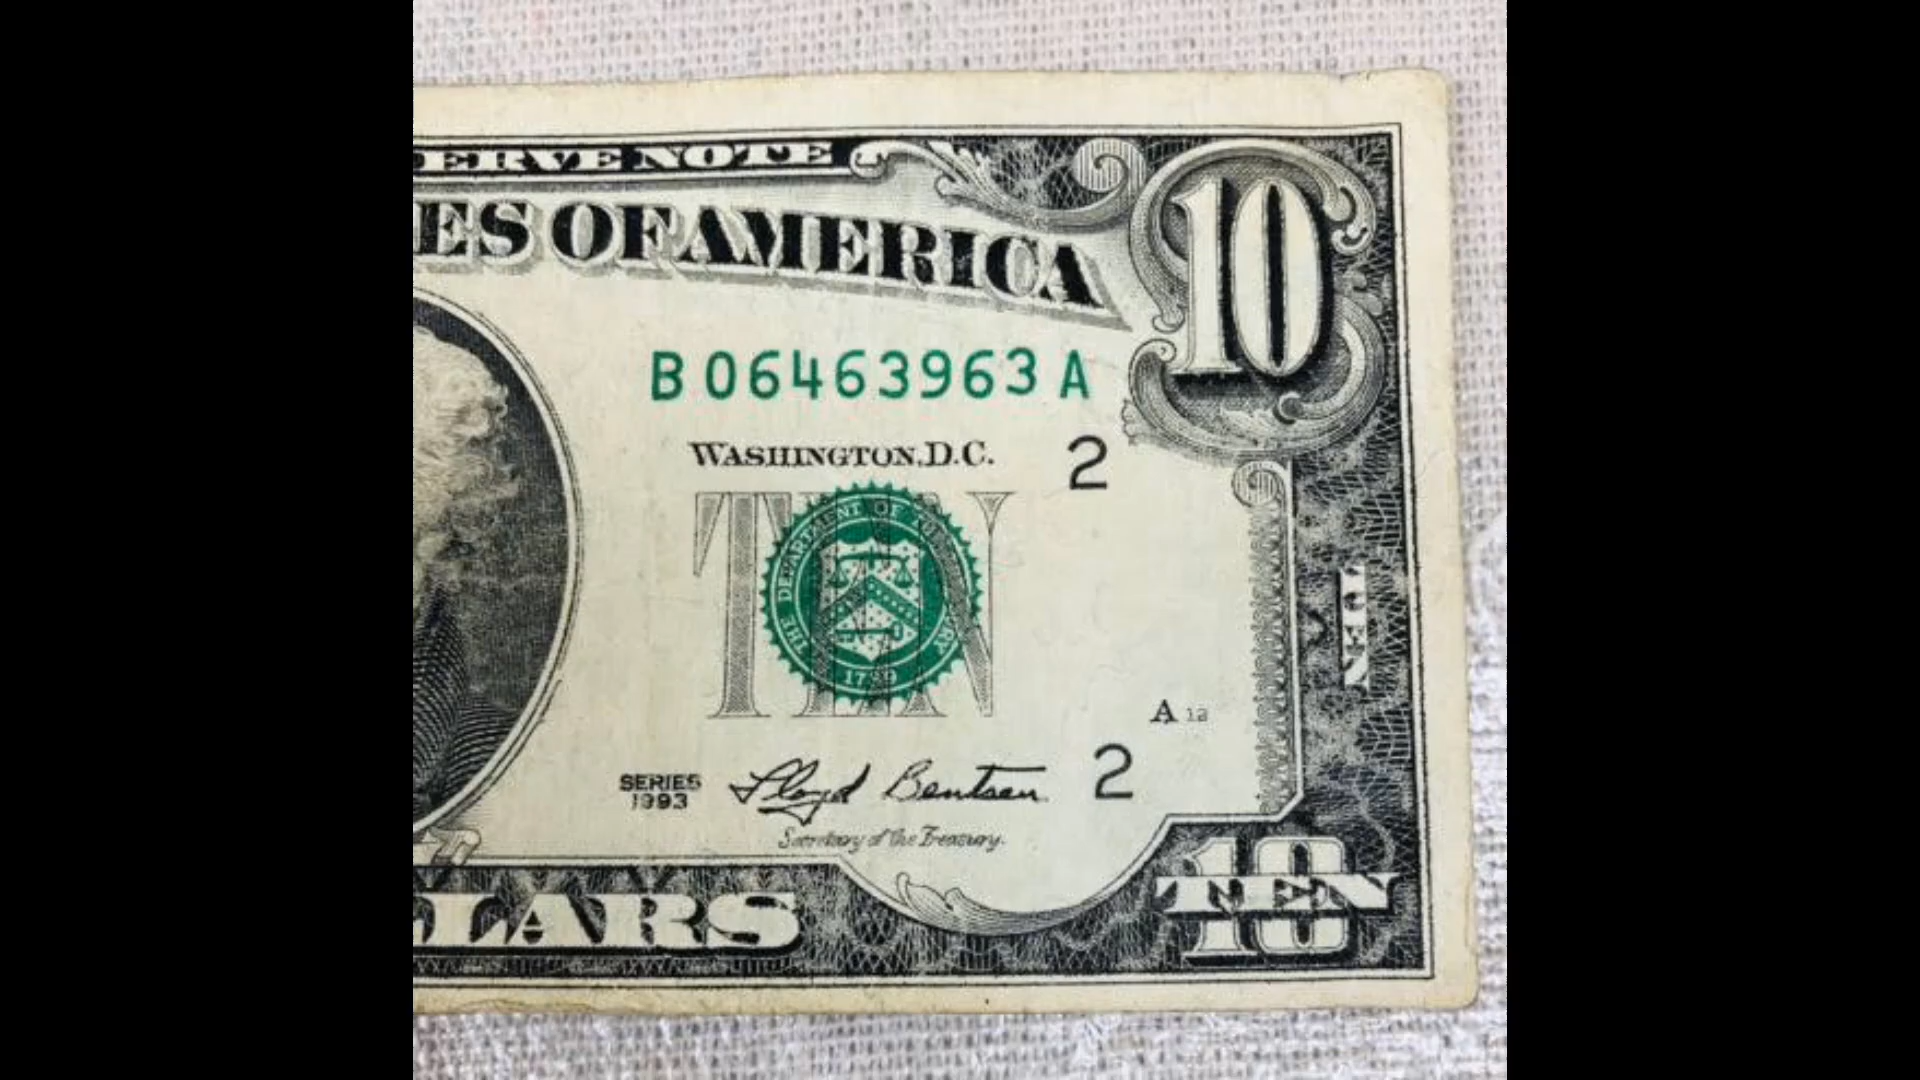 ERVE NOTE
10
ES OF AMERICA
B 06463963 A
WASHINGTON, D.C.
2
TEN
THE DEPARTMENT OF THE TREASURY
1789
TEN
A 12
SERIES
1993
Lloyd Bentsen
2
Secretary of the Treasury.
LLARS
10
TEN